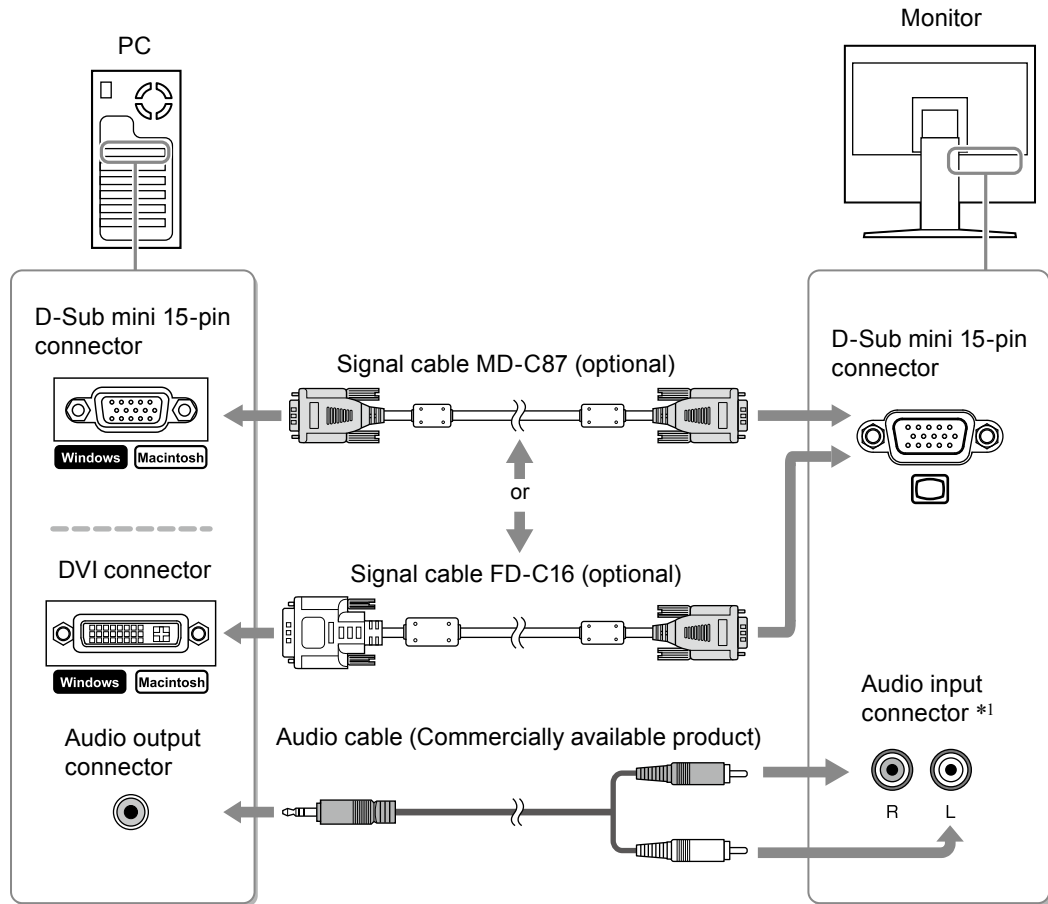 Monitor
PC
D-Sub mini 15-pin
connector
Windows Macintosh
DVI connector
Windows Macintosh
Audio output
connector
Signal cable MD-C87 (optional)
or
Signal cable FD-C16 (optional)
Audio cable (Commercially available product)
D-Sub mini 15-pin
connector
Audio input
connector *1
R L